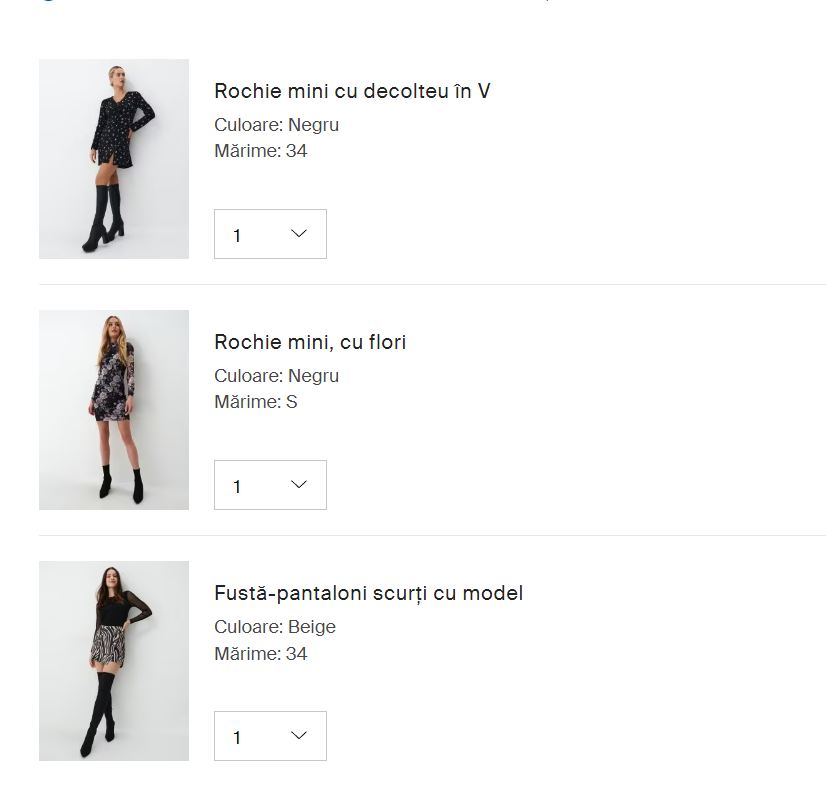 Rochie mini cu decolteu în V
Culoare: Negru
Mărime: 34
1
Rochie mini, cu flori
Culoare: Negru
Mărime: S
1
Fustă-pantaloni scurți cu model
Culoare: Beige
Mărime: 34
1